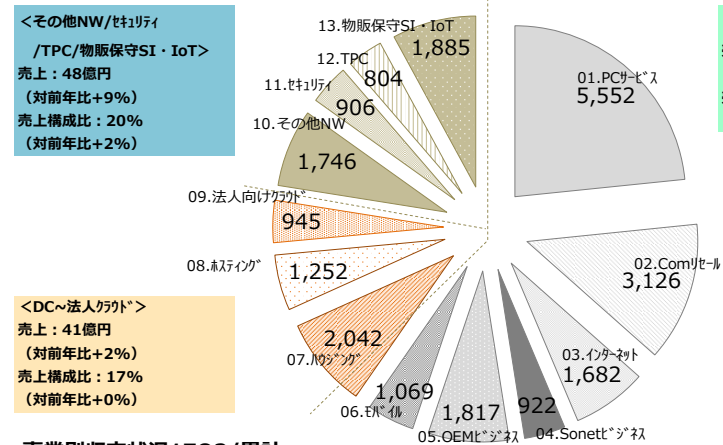 <その他NW/ｾｷｭﾘﾃｨ
/TPC/物販保守SI・IoT>
売上：48億円
（対前年比+9%）
売上構成比：20%
（対前年比+2%）
13.物販保守SI・IoT
1,885
12.TPC
804
11.ｾｷｭﾘﾃｨ
906
10.その他NW
1,746
01.PCｻｰﾋﾞｽ
5,552
09.法人向けｸﾗｳﾄﾞ
945
08.ﾎｽﾃｨﾝｸﾞ
1,252
02.Comﾘｾｰﾙ
3,126
<DC~法人ｸﾗｳﾄﾞ>
売上：41億円
（対前年比+2%）
売上構成比：17%
（対前年比+0%）
2,042
07.ﾊｳｼﾞﾝｸﾞ
03.ｲﾝﾀｰﾈｯﾄ
1,682
1,069
06.ﾓﾊﾞｲﾙ
1,817
05.OEMﾋﾞｼﾞﾈｽ
922
04.Sonetﾋﾞｼﾞﾈｽ